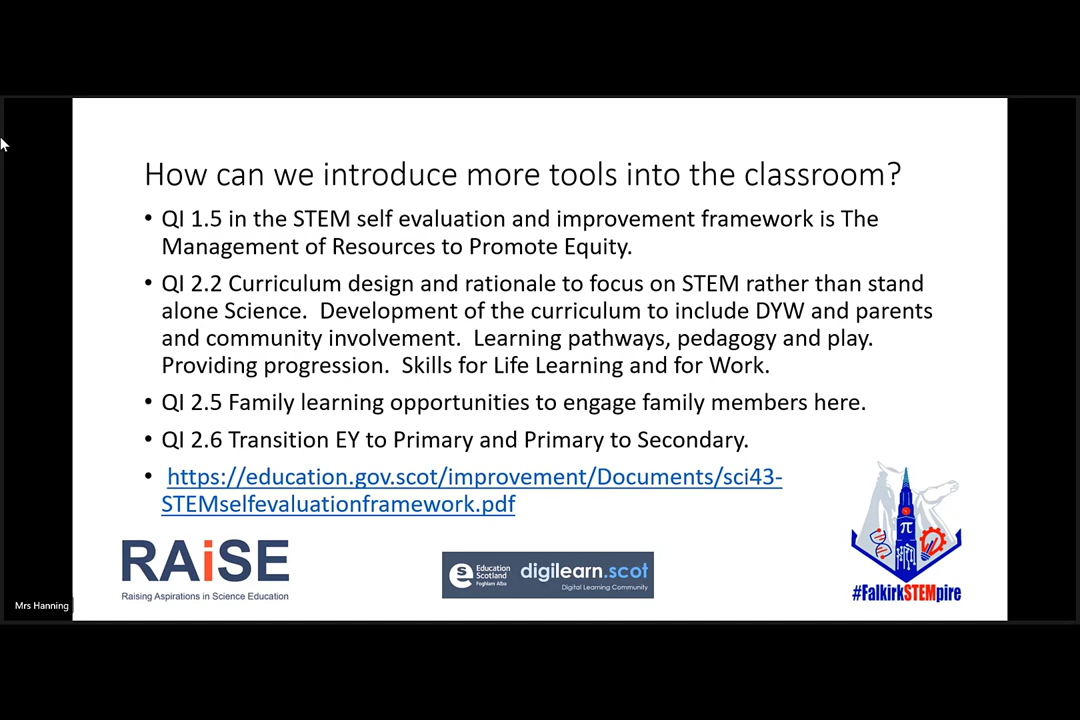 How can we introduce more tools into the classroom?
• QI 1.5 in the STEM self evaluation and improvement framework is The
Management of Resources to Promote Equity.
• QI 2.2 Curriculum design and rationale to focus on STEM rather than stand
alone Science.  Development of the curriculum to include DYW and parents
and community involvement.  Learning pathways, pedagogy and play.
Providing progression.  Skills for Life Learning and for Work.
• QI 2.5 Family learning opportunities to engage family members here.
• QI 2.6 Transition EY to Primary and Primary to Secondary.
• https://education.gov.scot/improvement/Documents/sci43-
STEMselfevaluationframework.pdf
RAiSE
Raising Aspirations in Science Education
Education
Scotland
Foghlam Alba
digilearn.scot
Digital Learning Community
π
#FalkirkSTEMpire
Mrs Hanning